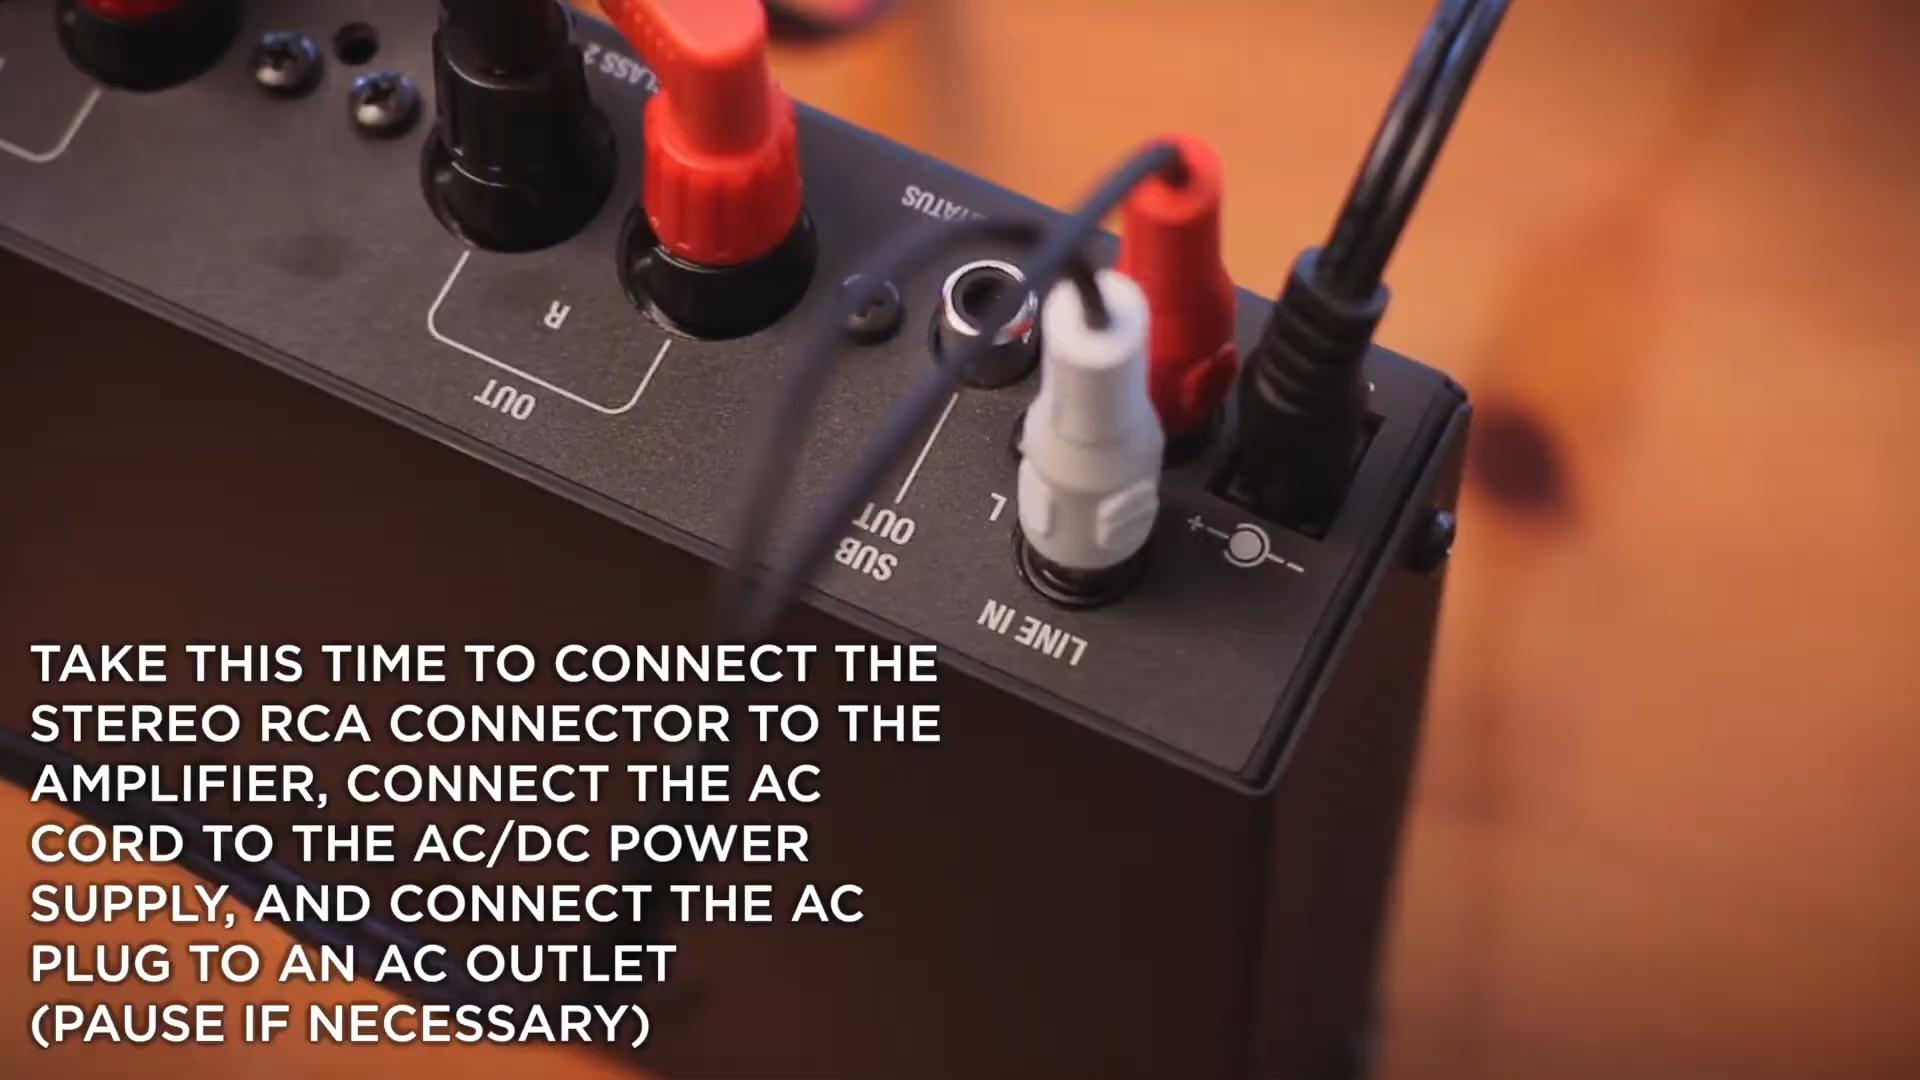 CLASS 2
STATUS
R
OUT
L
SUB
OUT
LINE IN
TAKE THIS TIME TO CONNECT THE
STEREO RCA CONNECTOR TO THE
AMPLIFIER, CONNECT THE AC
CORD TO THE AC/DC POWER
SUPPLY, AND CONNECT THE AC
PLUG TO AN AC OUTLET
(PAUSE IF NECESSARY)